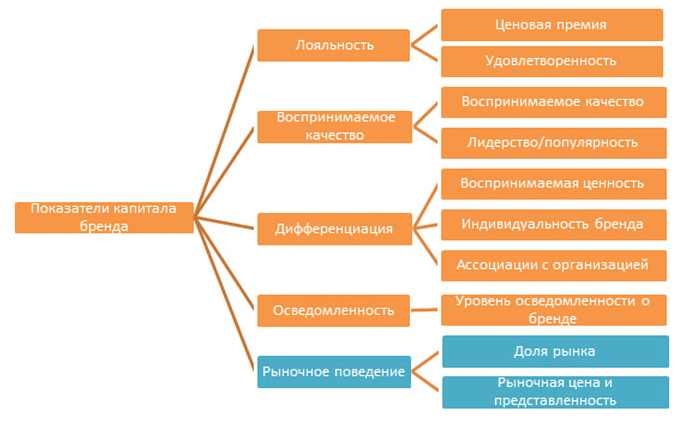 Показатели капитала
бренда
Лояльность
Ценовая премия
Удовлетворенность
Воспринимаемое
качество
Воспринимаемое качество
Лидерство/популярность
Дифференциация
Воспринимаемая ценность
Индивидуальность бренда
Ассоциации с организацией
Осведомленность
Уровень осведомленности о
бренде
Рыночное поведение
Доля рынка
Рыночная цена и
представленность